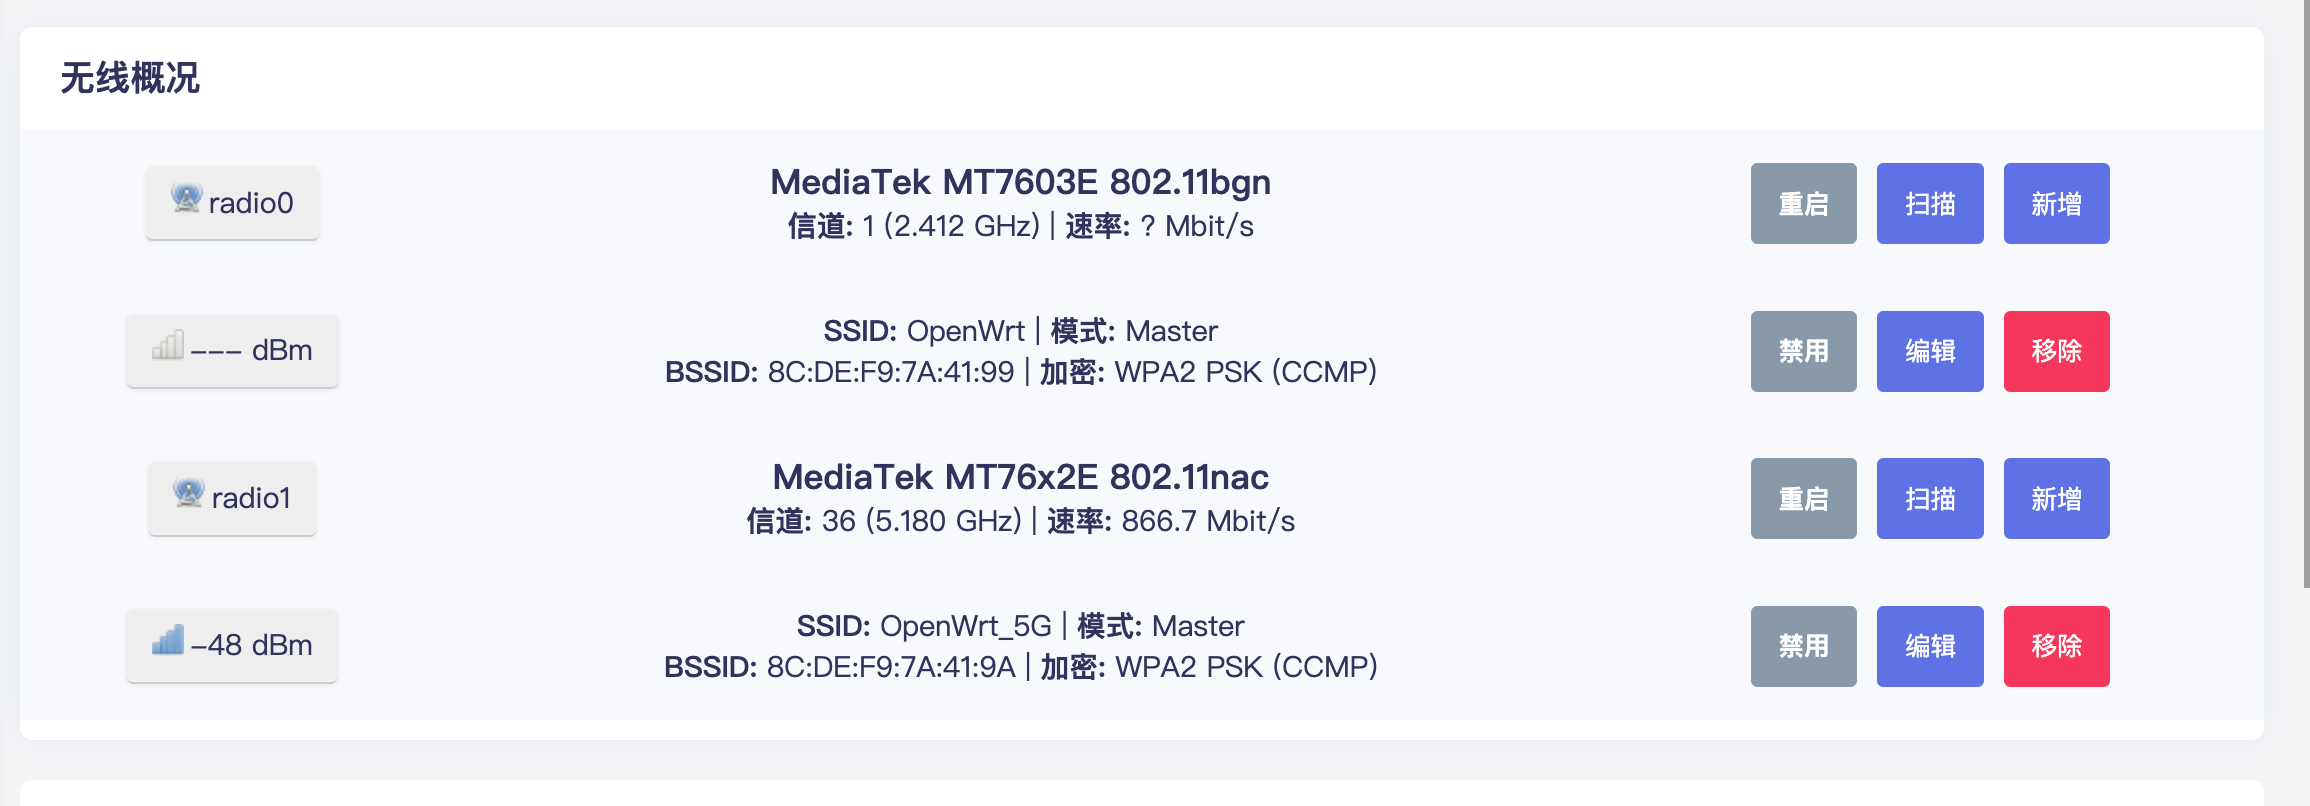 无线概况
radio0
MediaTek MT7603E 802.11bgn
信道: 1 (2.412 GHz) | 速率: ? Mbit/s
重启 扫描 新增
--- dBm
SSID: OpenWrt | 模式: Master
BSSID: 8C:DE:F9:7A:41:99 | 加密: WPA2 PSK (CCMP)
禁用 编辑 移除
radio1
MediaTek MT76x2E 802.11nac
信道: 36 (5.180 GHz) | 速率: 866.7 Mbit/s
重启 扫描 新增
-48 dBm
SSID: OpenWrt_5G | 模式: Master
BSSID: 8C:DE:F9:7A:41:9A | 加密: WPA2 PSK (CCMP)
禁用 编辑 移除